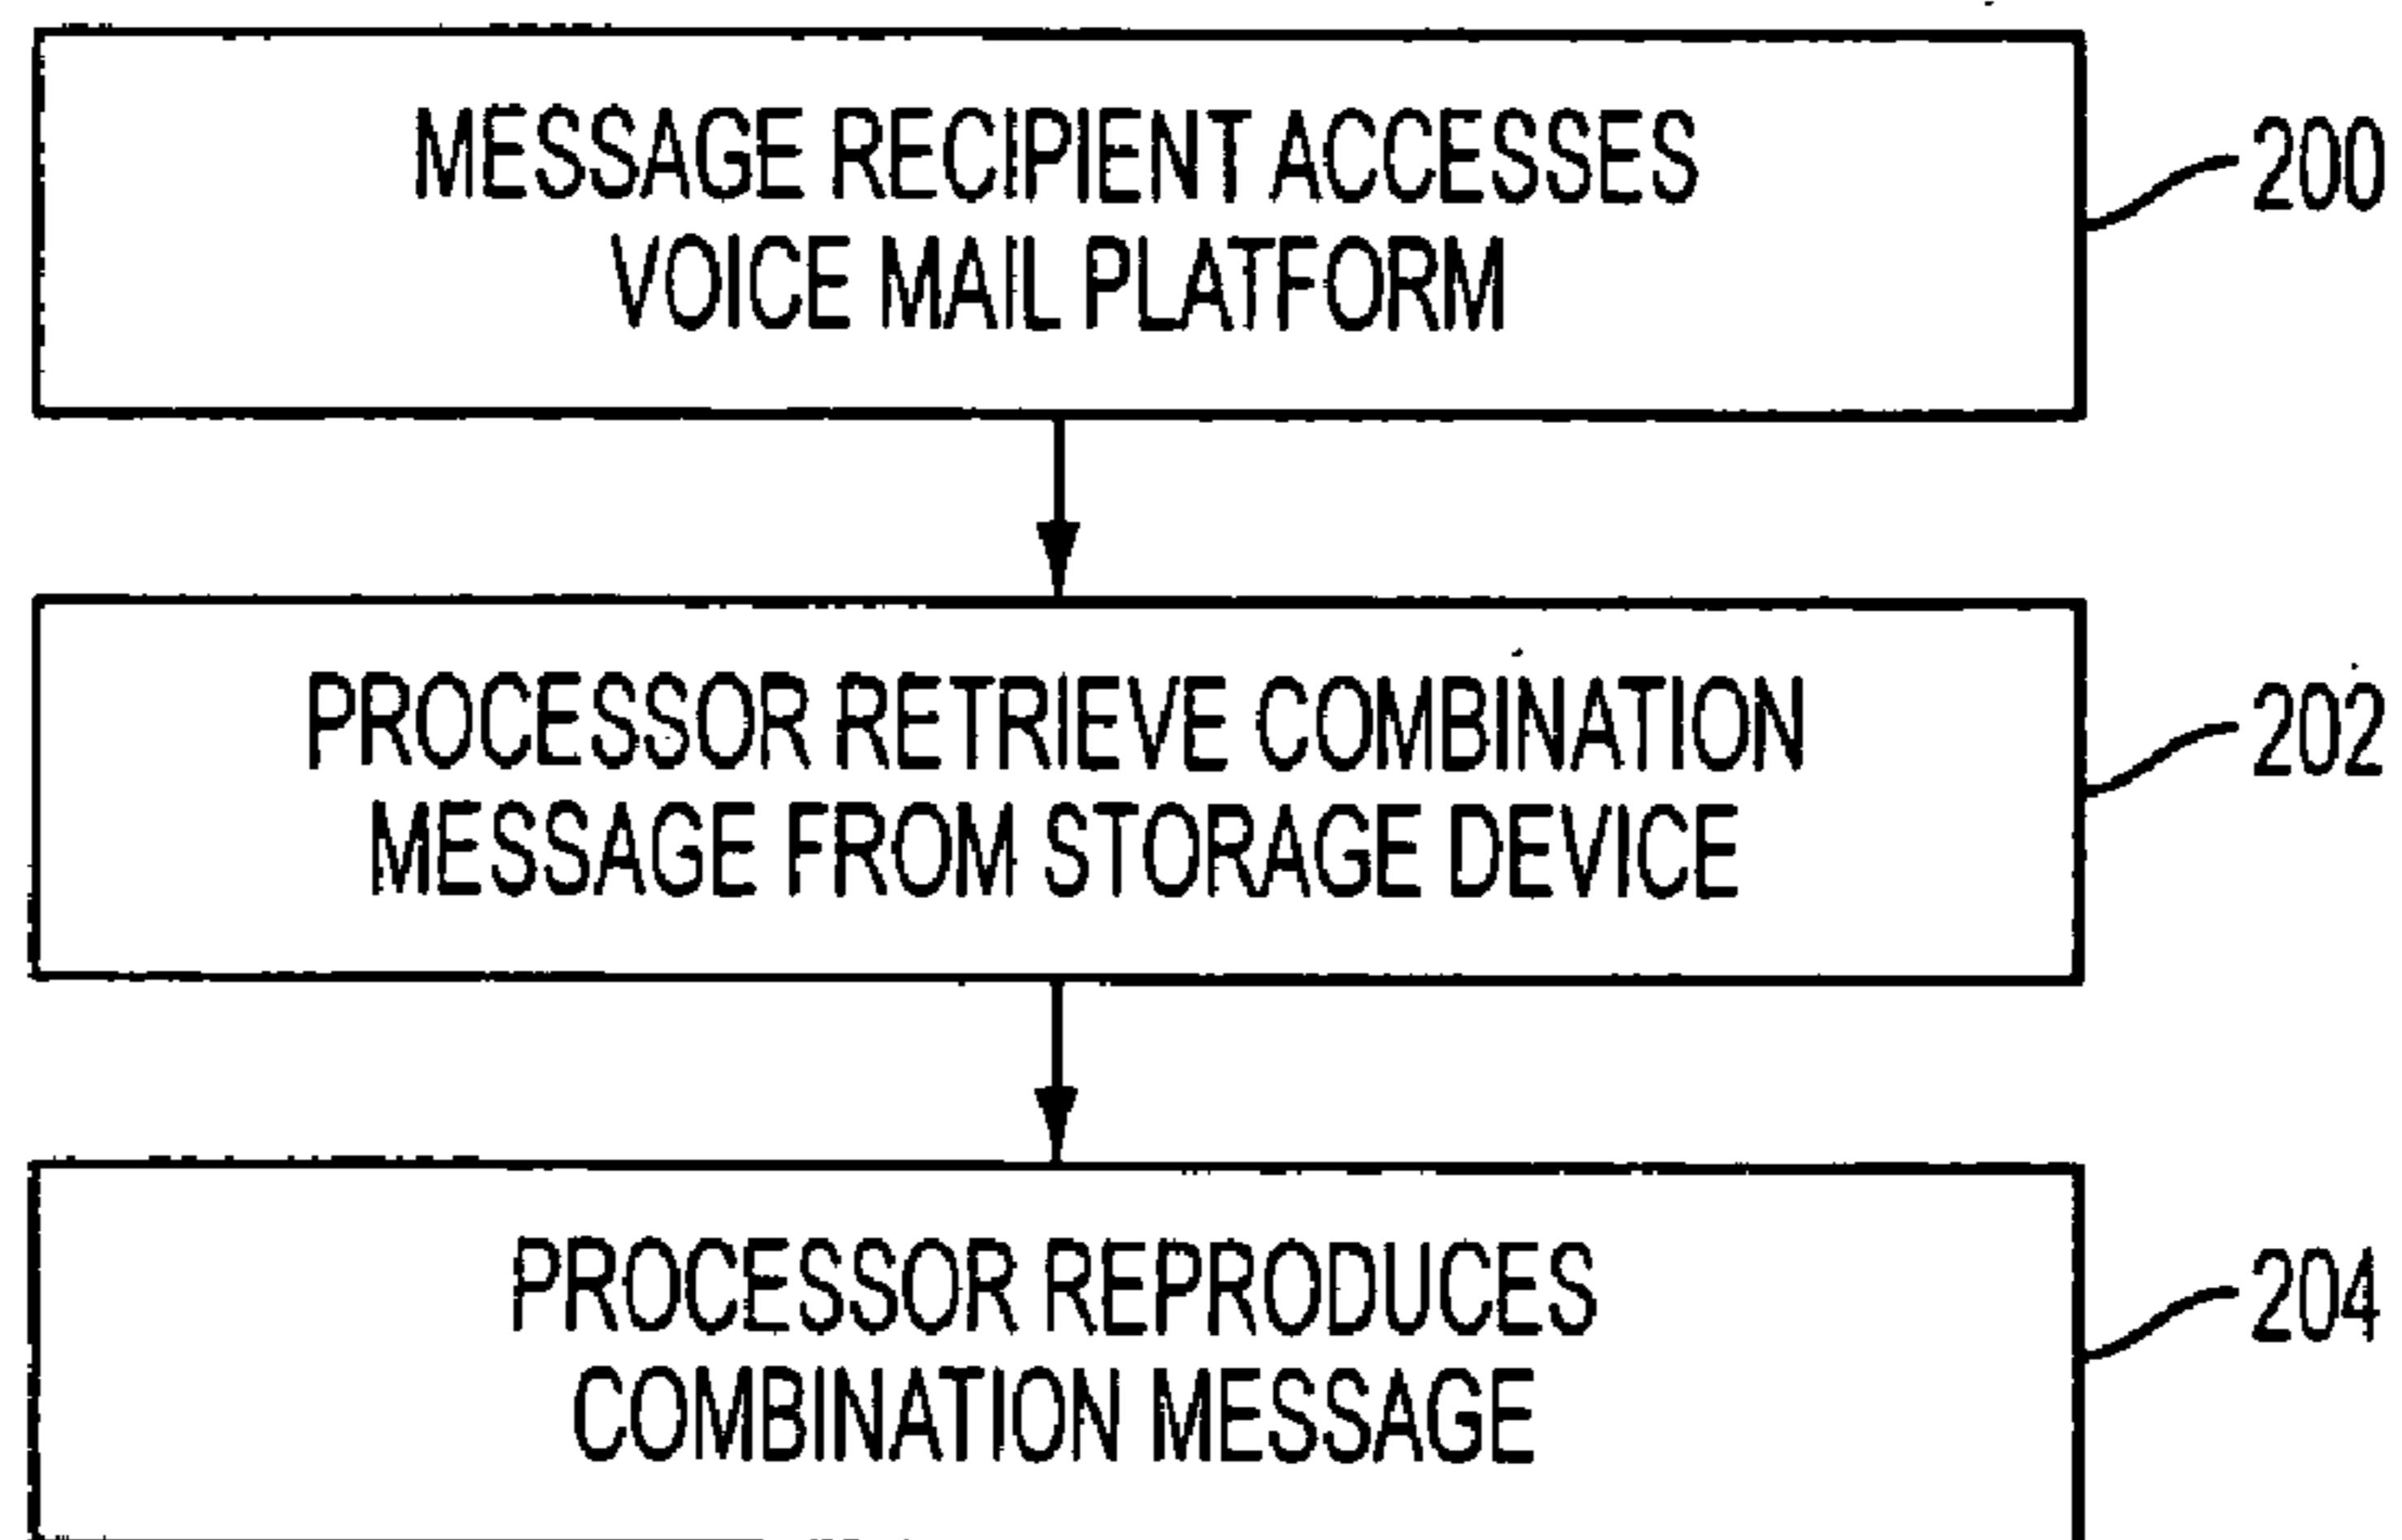 MESSAGE RECIPIENT ACCESSES
VOICE MAIL PLATFORM
200
PROCESSOR RETRIEVE COMBINATION
MESSAGE FROM STORAGE DEVICE
202
PROCESSOR REPRODUCES
COMBINATION MESSAGE
204